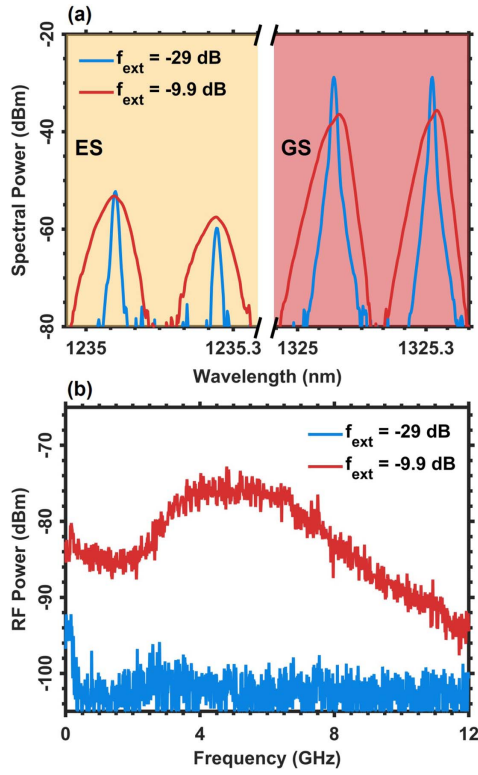 (a)
-20
-40
-60
-80
Spectral Power (dBm)
f_ext = -29 dB
f_ext = -9.9 dB
ES
GS
1235 1235.3 1325 1325.3
Wavelength (nm)
(b)
-70
-80
-90
-100
RF Power (dBm)
f_ext = -29 dB
f_ext = -9.9 dB
0 4 8 12
Frequency (GHz)